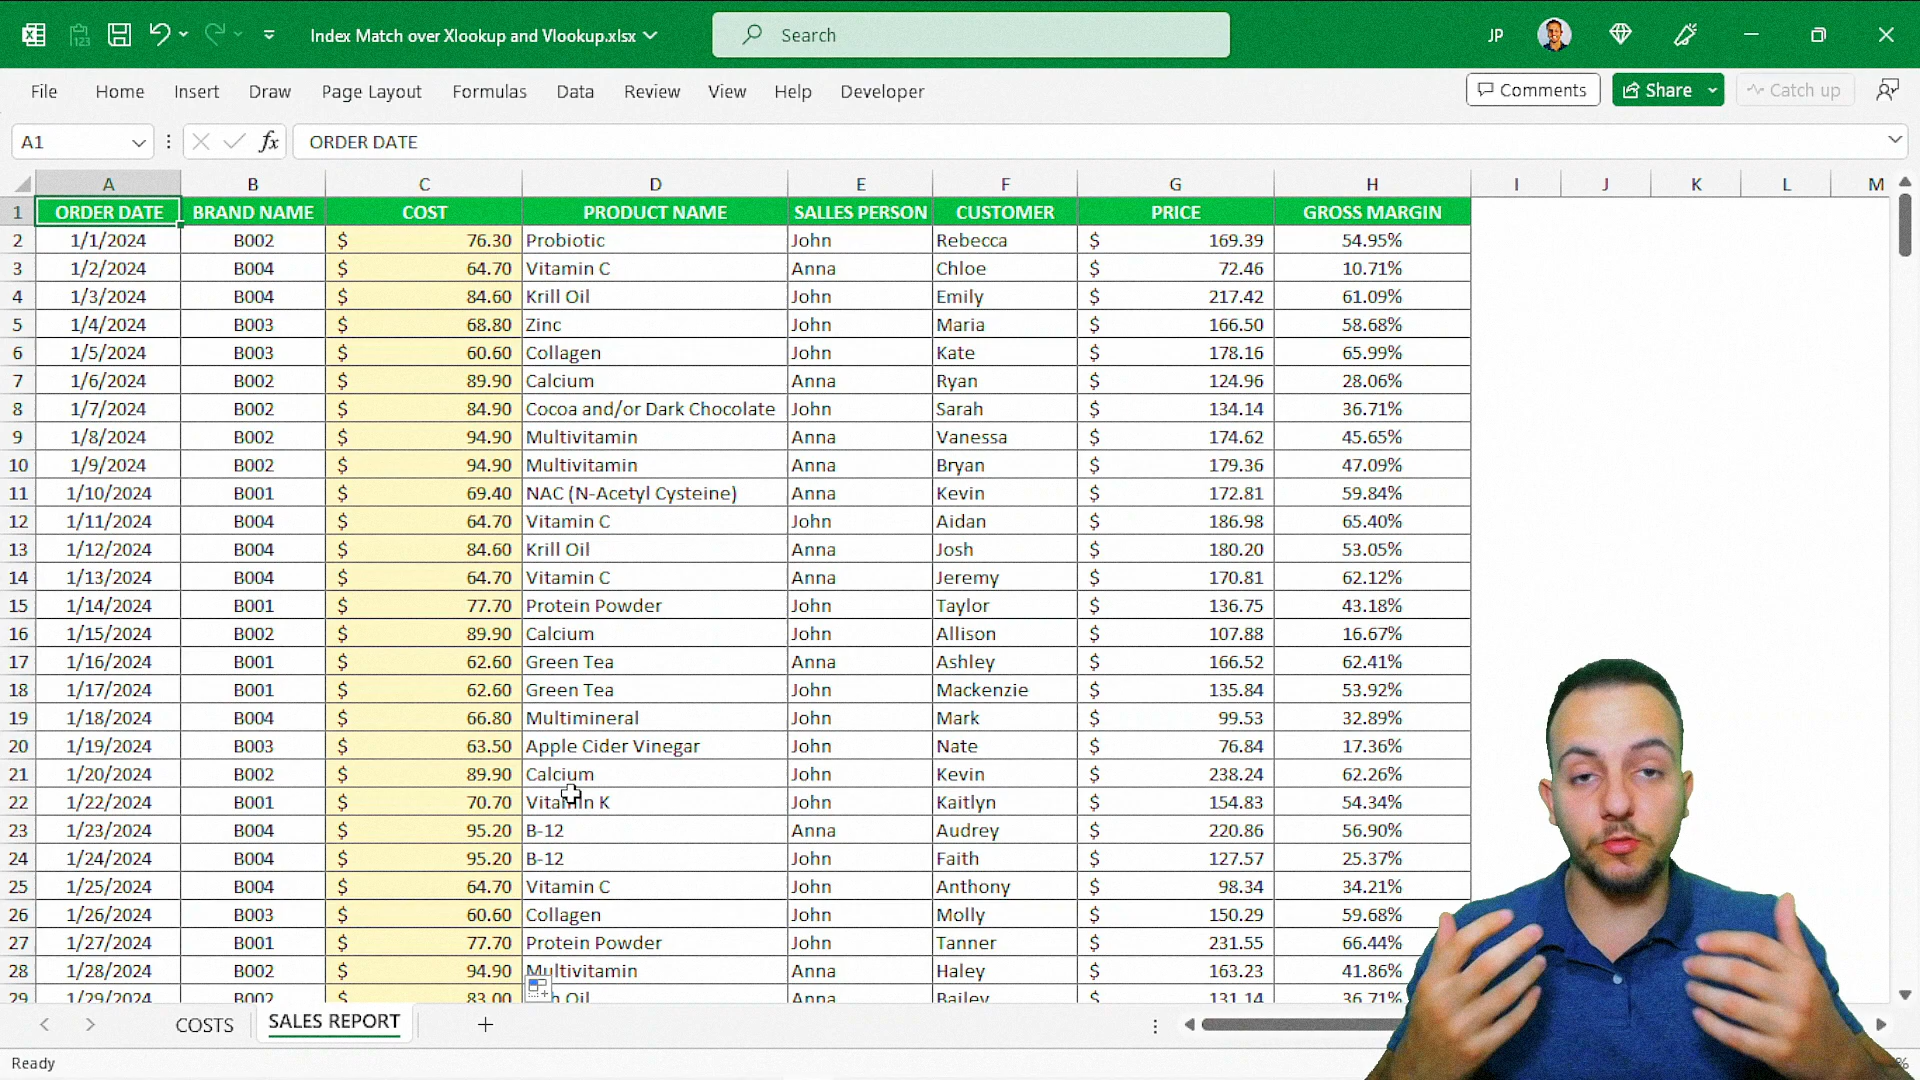 Index Match over Xlookup and Vlookup.xlsx
Search
JP
File Home Insert Draw Page Layout Formulas Data Review View Help Developer
Comments Share Catch up
A1 fx ORDER DATE
A B C D E F G H I J K L M
1 ORDER DATE BRAND NAME COST PRODUCT NAME SALLES PERSON CUSTOMER PRICE GROSS MARGIN
2 1/1/2024 B002 $ 76.30 Probiotic John Rebecca $ 169.39 54.95%
3 1/2/2024 B004 $ 64.70 Vitamin C Anna Chloe $ 72.46 10.71%
4 1/3/2024 B004 $ 84.60 Krill Oil John Emily $ 217.42 61.09%
5 1/4/2024 B003 $ 68.80 Zinc John Maria $ 166.50 58.68%
6 1/5/2024 B003 $ 60.60 Collagen John Kate $ 178.16 65.99%
7 1/6/2024 B002 $ 89.90 Calcium Anna Ryan $ 124.96 28.06%
8 1/7/2024 B002 $ 84.90 Cocoa and/or Dark Chocolate John Sarah $ 134.14 36.71%
9 1/8/2024 B002 $ 94.90 Multivitamin Anna Vanessa $ 174.62 45.65%
10 1/9/2024 B002 $ 94.90 Multivitamin Anna Bryan $ 179.36 47.09%
11 1/10/2024 B001 $ 69.40 NAC (N-Acetyl Cysteine) Anna Kevin $ 172.81 59.84%
12 1/11/2024 B004 $ 64.70 Vitamin C John Aidan $ 186.98 65.40%
13 1/12/2024 B004 $ 84.60 Krill Oil Anna Josh $ 180.20 53.05%
14 1/13/2024 B004 $ 64.70 Vitamin C Anna Jeremy $ 170.81 62.12%
15 1/14/2024 B001 $ 77.70 Protein Powder John Taylor $ 136.75 43.18%
16 1/15/2024 B002 $ 89.90 Calcium John Allison $ 107.88 16.67%
17 1/16/2024 B001 $ 62.60 Green Tea Anna Ashley $ 166.52 62.41%
18 1/17/2024 B001 $ 62.60 Green Tea John Mackenzie $ 135.84 53.92%
19 1/18/2024 B004 $ 66.80 Multimineral John Mark $ 99.53 32.89%
20 1/19/2024 B003 $ 63.50 Apple Cider Vinegar John Nate $ 76.84 17.36%
21 1/20/2024 B002 $ 89.90 Calcium John Kevin $ 238.24 62.26%
22 1/22/2024 B001 $ 70.70 Vitamin K John Kaitlyn $ 154.83 54.34%
23 1/23/2024 B004 $ 95.20 B-12 Anna Audrey $ 220.86 56.90%
24 1/24/2024 B004 $ 95.20 B-12 John Faith $ 127.57 25.37%
25 1/25/2024 B004 $ 64.70 Vitamin C John Anthony $ 98.34 34.21%
26 1/26/2024 B003 $ 60.60 Collagen John Molly $ 150.29 59.68%
27 1/27/2024 B001 $ 77.70 Protein Powder John Tanner $ 231.55 66.44%
28 1/28/2024 B002 $ 94.90 Multivitamin Anna Haley $ 163.23 41.86%
29 1/29/2024 B002 $ 83.00 Oil Anna Bailey $ 131.14 36.71%
COSTS SALES REPORT
Ready